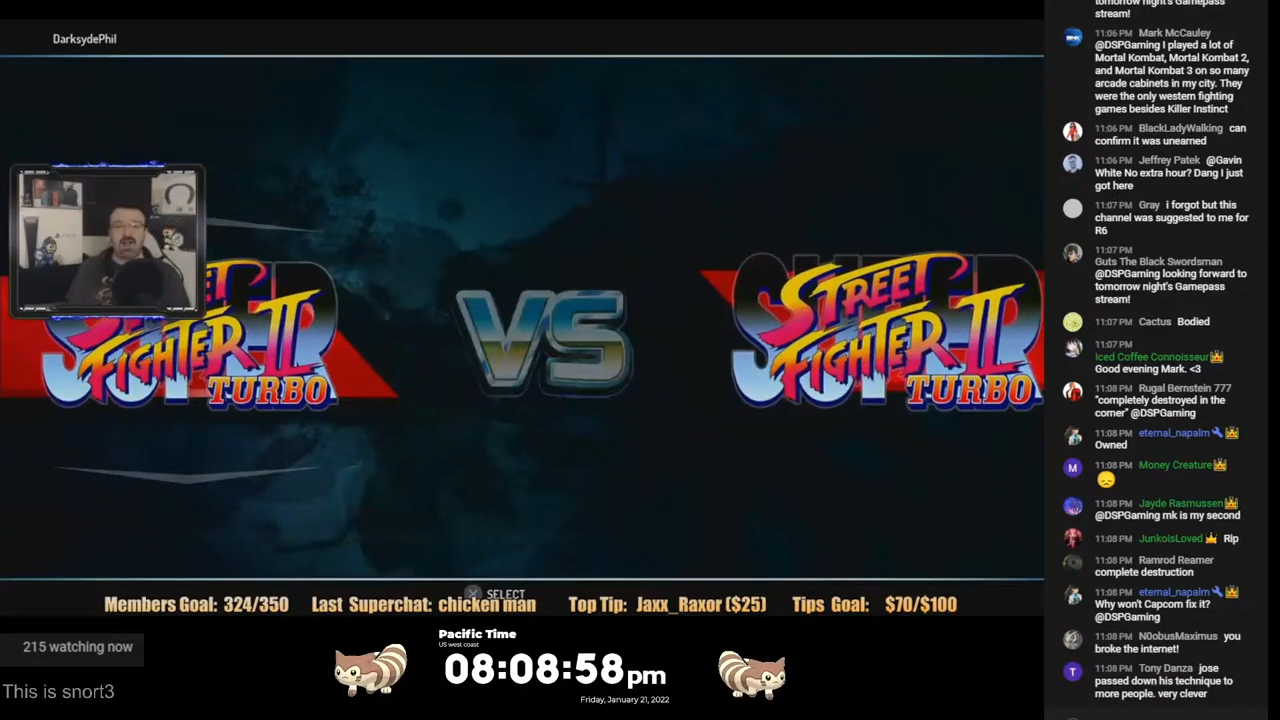 DarksydePhil
STREET
FIGHTER II
TURBO
VS
SUPER
STREET
FIGHTER II
TURBO
SELECT
Members Goal: 324/350 Last Superchat: chicken man Top Tip: Jaxx_Raxor ($25) Tips Goal: $70/$100
215 watching now
This is snort3
Pacific Time
US west coast
08:08:58pm
Friday, January 21, 2022
tomorrow night's Gamepass
stream!
11:06 PM Mark McCauley
@DSPGaming I played a lot of
Mortal Kombat, Mortal Kombat 2,
and Mortal Kombat 3 on so many
arcade cabinets in my city. They
were the only western fighting
games besides Killer Instinct
11:06 PM BlackLadyWalking can
confirm it was unearned
11:06 PM Jeffrey Patek @Gavin
White No extra hour? Dang I just
got here
11:07 PM Gray i forgot but this
channel was suggested to me for
R6
11:07 PM
Guts The Black Swordsman
@DSPGaming looking forward to
tomorrow night's Gamepass
stream!
11:07 PM Cactus Bodied
11:07 PM
Iced Coffee Connoisseur
Good evening Mark. <3
11:08 PM Rugal Bernstein 777
"completely destroyed in the
corner" @DSPGaming
11:08 PM eternal_napalm
Owned
11:08 PM Money Creature
11:08 PM Jayde Rasmussen
@DSPGaming mk is my second
11:08 PM JunkoisLoved Rip
11:08 PM Ramrod Reamer
complete destruction
11:08 PM eternal_napalm
Why won't Capcom fix it?
@DSPGaming
11:08 PM N0obusMaximus you
broke the internet!
11:08 PM Tony Danza jose
passed down his technique to
more people. very clever